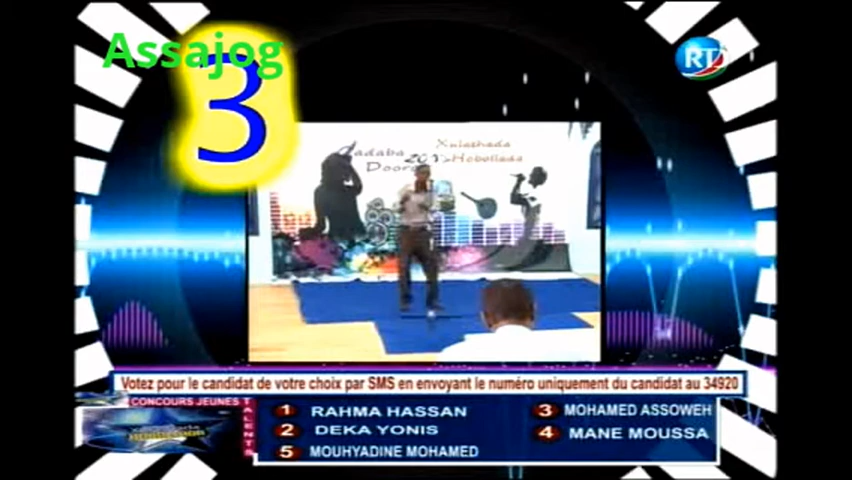 Assajog
3
RT
Xulashada
Hobollada
Votez pour le candidat de votre choix par SMS en envoyant le numéro uniquement du candidat au 34920
CONCOURS JEUNES
TALENTS
1 RAHMA HASSAN
2 DEKA YONIS
5 MOUHYADINE MOHAMED
3 MOHAMED ASSOWEH
4 MANE MOUSSA